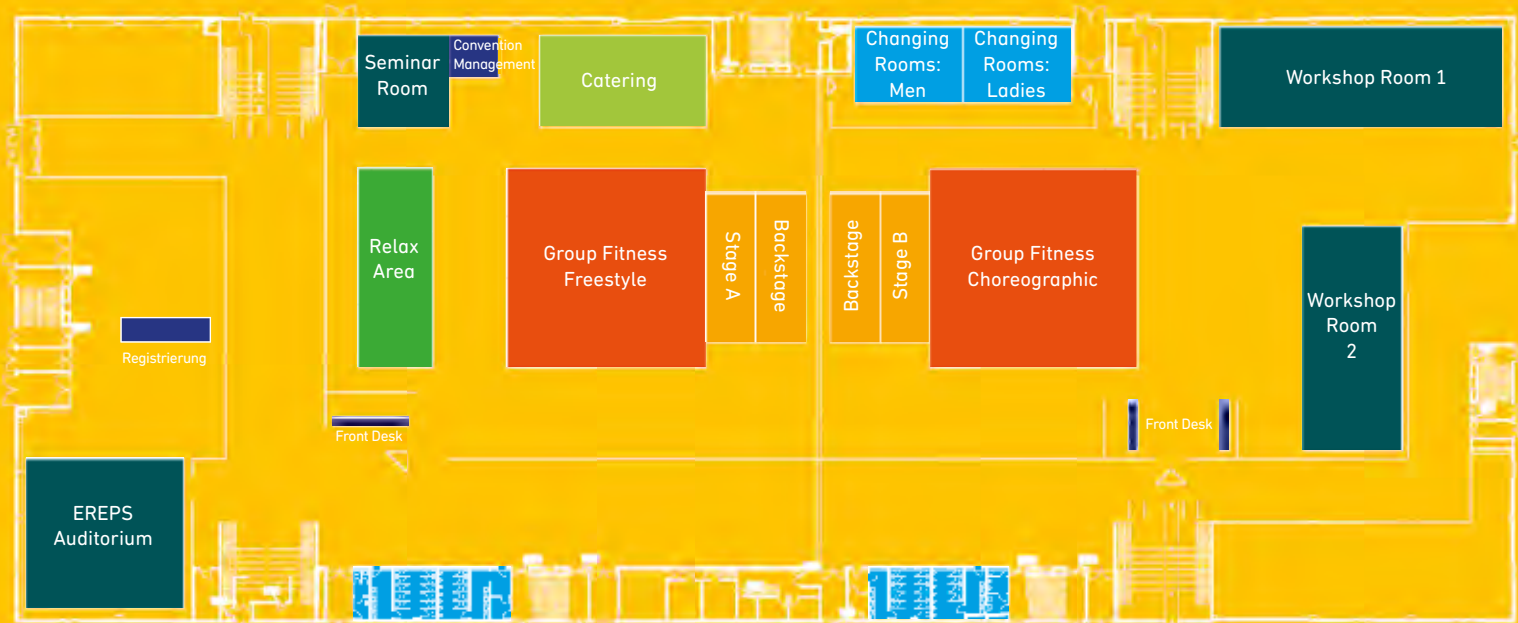 Seminar
Room
Convention
Management
Catering
Changing
Rooms:
Men
Changing
Rooms:
Ladies
Workshop Room 1
Relax
Area
Group Fitness
Freestyle
Stage A
Backstage
Backstage
Stage B
Group Fitness
Choreographic
Workshop
Room
2
Registrierung
Front Desk
Front Desk
EREPS
Auditorium